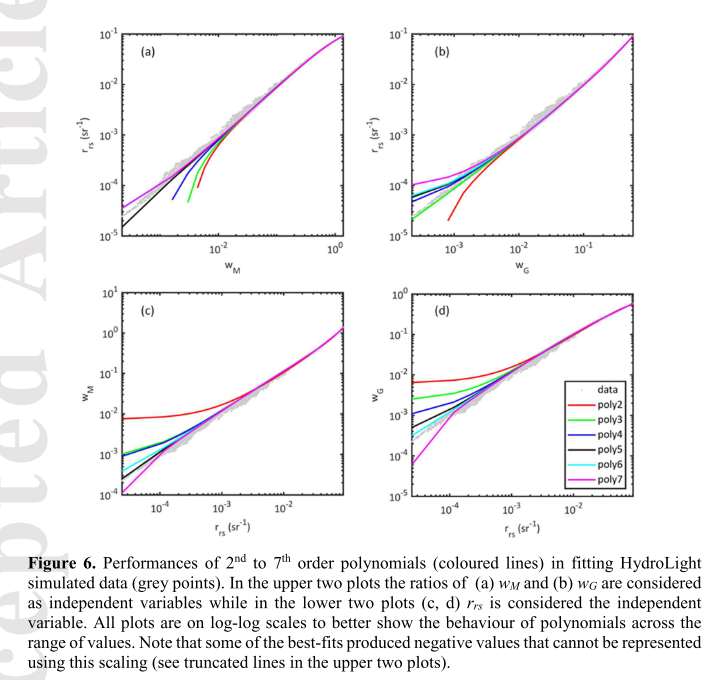 Accepted Article
(a)
10⁻¹
10⁻²
10⁻³
10⁻⁴
10⁻⁵
r_rs (sr⁻¹)
10⁻²
10⁰
w_M
(b)
10⁻¹
10⁻²
10⁻³
10⁻⁴
10⁻⁵
r_rs (sr⁻¹)
10⁻³
10⁻²
10⁻¹
w_G
(c)
10¹
10⁰
10⁻¹
10⁻²
10⁻³
10⁻⁴
w_M
10⁻⁴
10⁻³
10⁻²
r_rs (sr⁻¹)
(d)
10⁰
10⁻¹
10⁻²
10⁻³
10⁻⁴
10⁻⁵
w_G
10⁻⁴
10⁻³
10⁻²
r_rs (sr⁻¹)
data
poly2
poly3
poly4
poly5
poly6
poly7
Figure 6. Performances of 2nd to 7th order polynomials (coloured lines) in fitting HydroLight
simulated data (grey points). In the upper two plots the ratios of (a) w_M and (b) w_G are considered
as independent variables while in the lower two plots (c, d) r_rs is considered the independent
variable. All plots are on log-log scales to better show the behaviour of polynomials across the
range of values. Note that some of the best-fits produced negative values that cannot be represented
using this scaling (see truncated lines in the upper two plots).